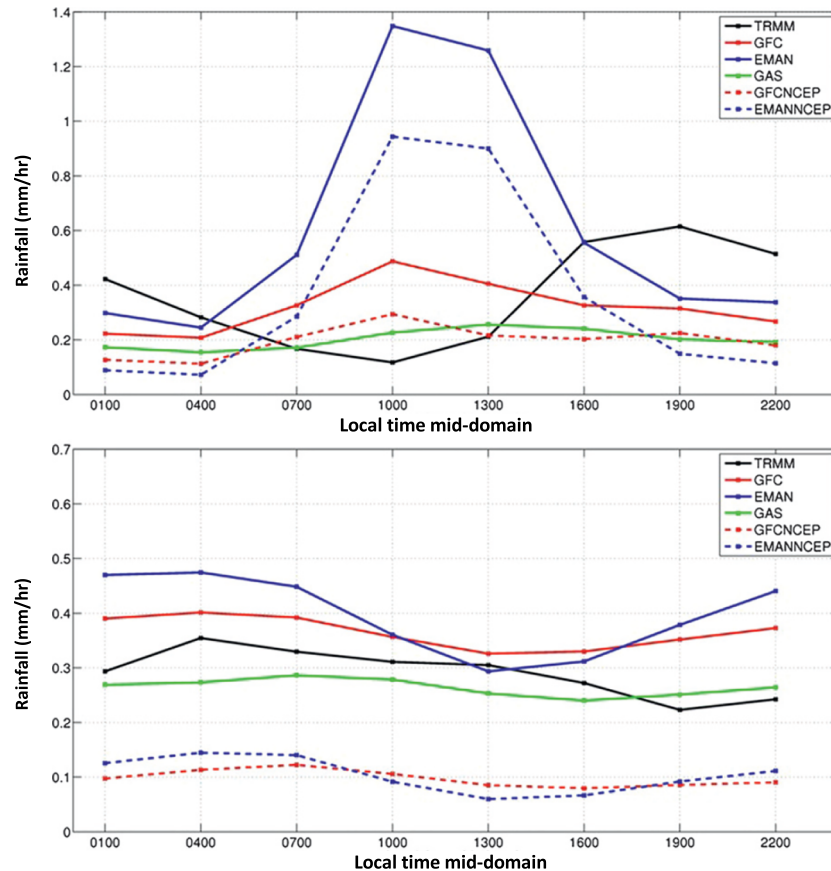 1.4
1.2
1
0.8
0.6
0.4
0.2
0
Rainfall (mm/hr)
TRMM
GFC
EMAN
GAS
GFCNCEP
EMANNCEP
0100 0400 0700 1000 1300 1600 1900 2200
Local time mid-domain
0.7
0.6
0.5
0.4
0.3
0.2
0.1
0
Rainfall (mm/hr)
TRMM
GFC
EMAN
GAS
GFCNCEP
EMANNCEP
0100 0400 0700 1000 1300 1600 1900 2200
Local time mid-domain